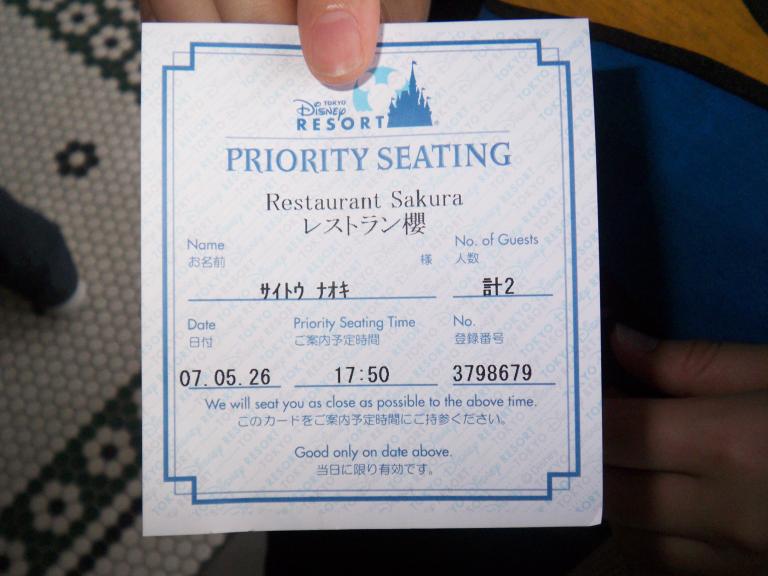 TOKYO
Disney
RESORT
PRIORITY SEATING
Restaurant Sakura
レストラン櫻
Name
お名前
様
No. of Guests
人数
サイトウ ナオキ
計2
Date
日付
Priority Seating Time
ご案内予定時間
No.
登録番号
07.05.26
17:50
3798679
We will seat you as close as possible to the above time.
このカードをご案内予定時間にご持参ください。
Good only on date above.
当日に限り有効です。